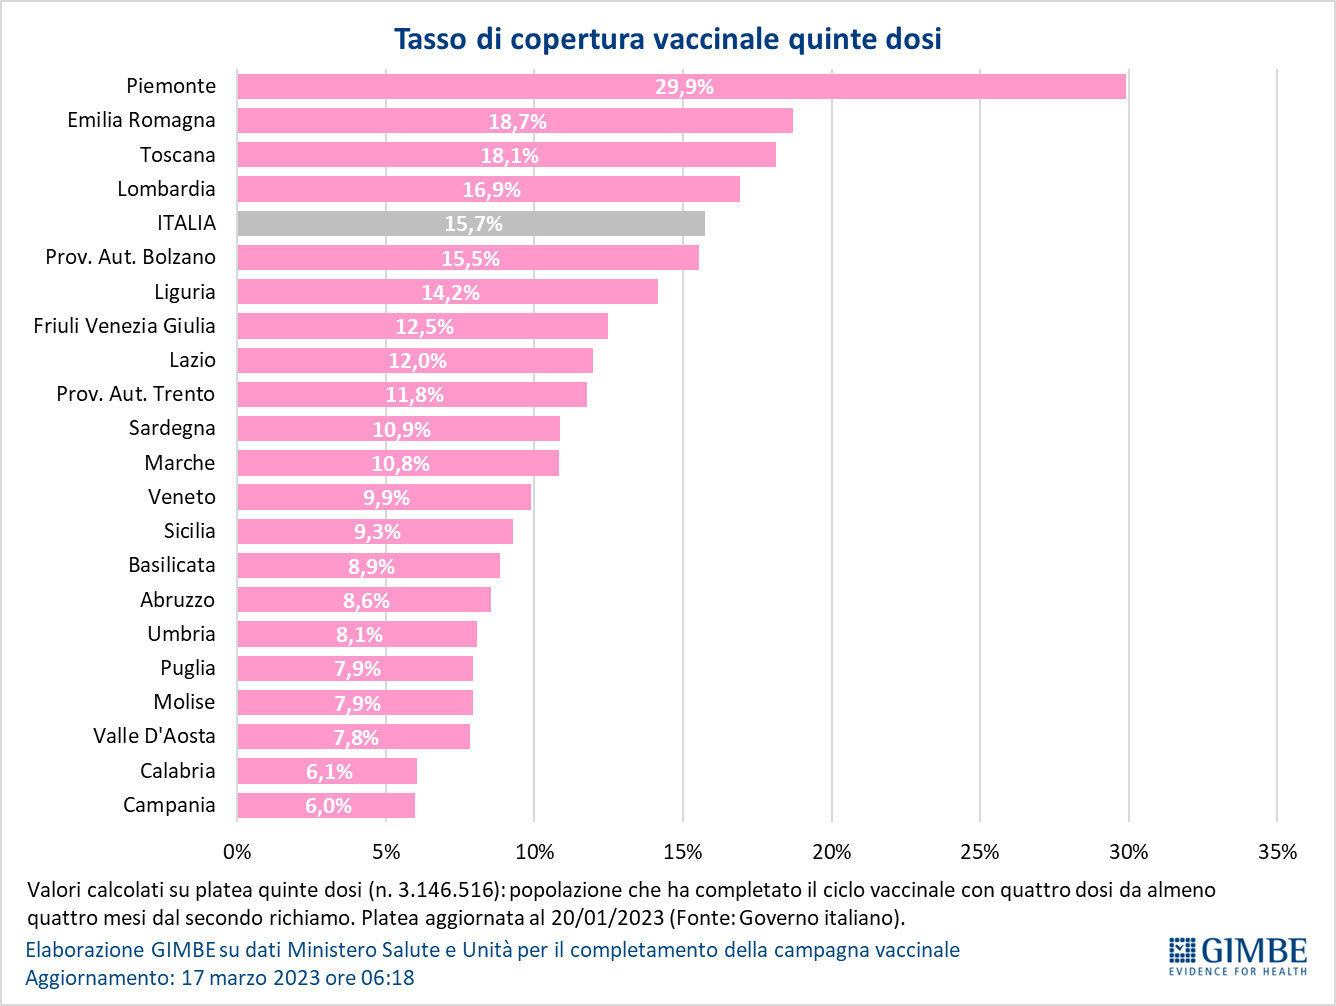 Tasso di copertura vaccinale quinte dosi
Piemonte 29,9%
Emilia Romagna 18,7%
Toscana 18,1%
Lombardia 16,9%
ITALIA 15,7%
Prov. Aut. Bolzano 15,5%
Liguria 14,2%
Friuli Venezia Giulia 12,5%
Lazio 12,0%
Prov. Aut. Trento 11,8%
Sardegna 10,9%
Marche 10,8%
Veneto 9,9%
Sicilia 9,3%
Basilicata 8,9%
Abruzzo 8,6%
Umbria 8,1%
Puglia 7,9%
Molise 7,9%
Valle D'Aosta 7,8%
Calabria 6,1%
Campania 6,0%
0% 5% 10% 15% 20% 25% 30% 35%
Valori calcolati su platea quinte dosi (n. 3.146.516): popolazione che ha completato il ciclo vaccinale con quattro dosi da almeno
quattro mesi dal secondo richiamo. Platea aggiornata al 20/01/2023 (Fonte: Governo italiano).
Elaborazione GIMBE su dati Ministero Salute e Unità per il completamento della campagna vaccinale
Aggiornamento: 17 marzo 2023 ore 06:18
GIMBE
EVIDENCE FOR HEALTH